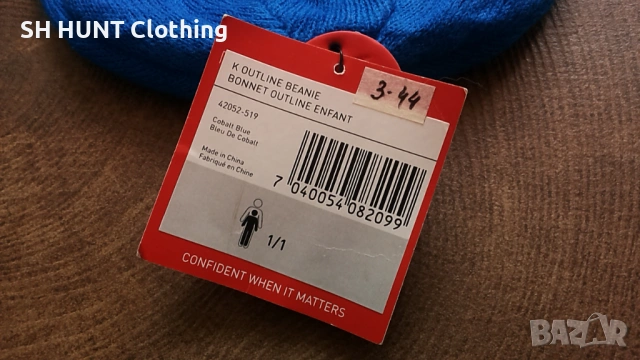 SH HUNT Clothing
K OUTLINE BEANIE
BONNET OUTLINE ENFANT
3-44
42052-519
Cobalt Blue
Bleu De Cobalt
Made in China
Fabriqué en Chine
7 040054 082099
1/1
CONFIDENT WHEN IT MATTERS
BAZAR